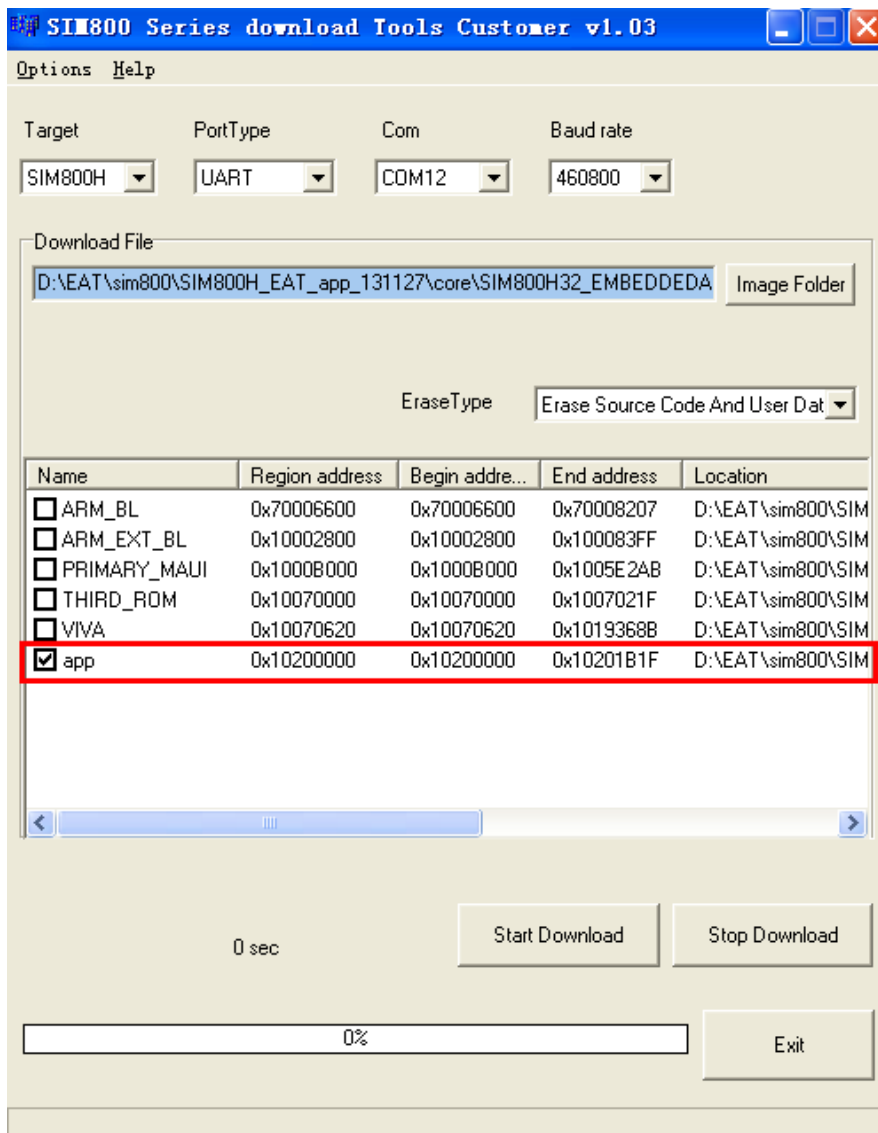 SIM800 Series download Tools Customer v1.03
Options Help
Target PortType Com Baud rate
SIM800H UART COM12 460800
Download File
D:\EAT\sim800\SIM800H_EAT_app_131127\core\SIM800H32_EMBEDDEDA Image Folder
EraseType Erase Source Code And User Dat
Name Region address Begin addre... End address Location
ARM_BL 0x70006600 0x70006600 0x70008207 D:\EAT\sim800\SIM
ARM_EXT_BL 0x10002800 0x10002800 0x100083FF D:\EAT\sim800\SIM
PRIMARY_MAUI 0x1000B000 0x1000B000 0x1005E2AB D:\EAT\sim800\SIM
THIRD_ROM 0x10070000 0x10070000 0x1007021F D:\EAT\sim800\SIM
VIVA 0x10070620 0x10070620 0x1019368B D:\EAT\sim800\SIM
app 0x10200000 0x10200000 0x10201B1F D:\EAT\sim800\SIM
0 sec Start Download Stop Download
0% Exit